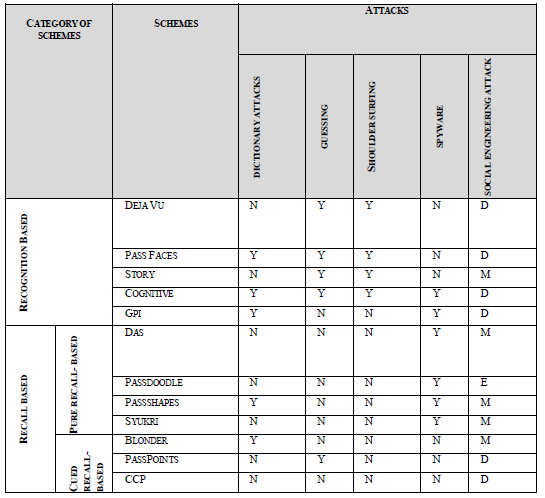 CATEGORY OF SCHEMES
SCHEMES
ATTACKS
DICTIONARY ATTACKS
GUESSING
SHOULDER SURFING
SPYWARE
SOCIAL ENGINEERING ATTACK
RECOGNITION BASED
DEJA VU N Y Y N D
PASS FACES Y Y Y N D
STORY N Y Y N M
COGNITIVE Y Y Y Y D
GPI Y N N Y D
RECALL BASED
PURE RECALL- BASED
DAS N N N Y M
PASSDOODLE N N N Y E
PASSSHAPES Y N N Y M
SYUKRI N N N Y M
CUED RECALL-BASED
BLONDER Y N N N M
PASSPOINTS N Y N N D
CCP N N N N D